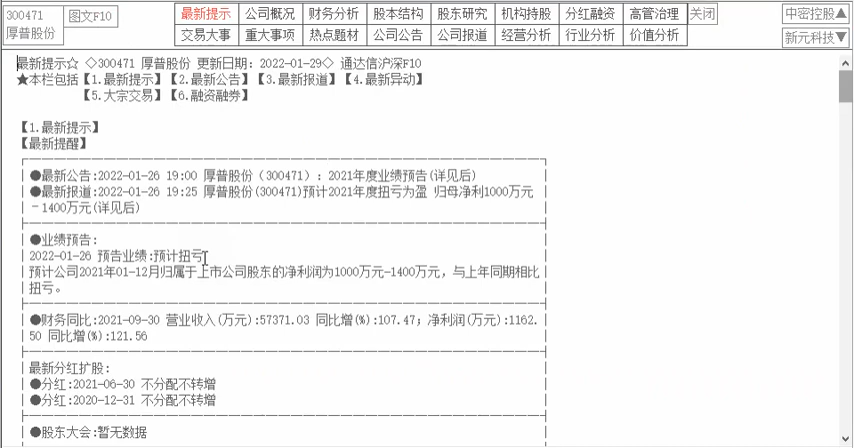 300471
厚普股份
图文F10
最新提示 公司概况 财务分析 股本结构 股东研究 机构持股 分红融资 高管治理 关闭
交易大事 重大事项 热点题材 公司公告 公司报道 经营分析 行业分析 价值分析
中密控股▲
新元科技▼
最新提示☆ ◇300471 厚普股份 更新日期：2022-01-29◇ 通达信沪深F10
★本栏包括【1.最新提示】【2.最新公告】【3.最新报道】【4.最新异动】
【5.大宗交易】【6.融资融券】
【1.最新提示】
【最新提醒】
●最新公告:2022-01-26 19:00 厚普股份（300471）：2021年度业绩预告(详见后)
●最新报道:2022-01-26 19:25 厚普股份(300471)预计2021年度扭亏为盈 归母净利1000万元
－1400万元(详见后)
●业绩预告:
2022-01-26 预告业绩:预计扭亏
预计公司2021年01-12月归属于上市公司股东的净利润为1000万元-1400万元，与上年同期相比
扭亏。
●财务同比:2021-09-30 营业收入(万元):57371.03 同比增(%):107.47；净利润(万元):1162.
50 同比增(%):121.56
最新分红扩股:
●分红:2021-06-30 不分配不转增
●分红:2020-12-31 不分配不转增
●股东大会:暂无数据